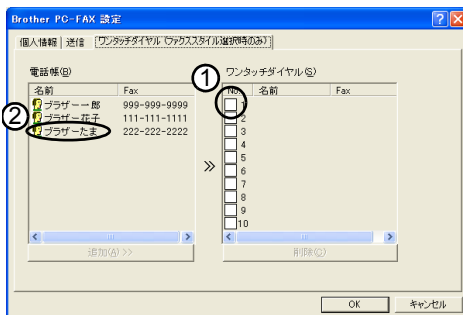 Brother PC-FAX 設定
個人情報 送信 ワンタッチダイヤル (ファクススタイル選択時のみ)
電話帳(B)
名前 Fax
ブラザー一郎 999-999-9999
ブラザー花子 111-111-1111
ブラザーたま 222-222-2222
追加(A) >>
②
»
①
ワンタッチダイヤル(S)
No. 名前 Fax
1
2
3
4
5
6
7
8
9
10
削除(C)
OK キャンセル